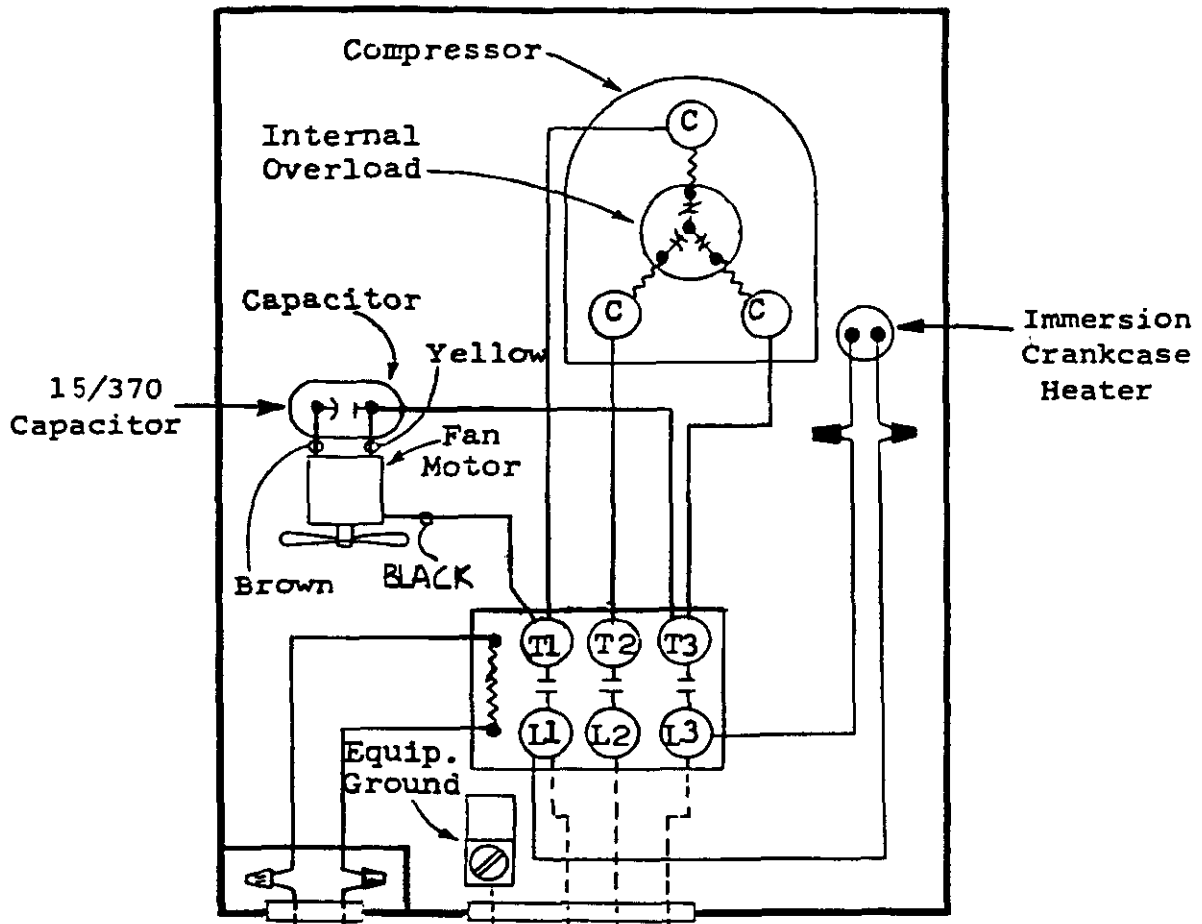 Compressor
C
Internal
Overload
C
C
Capacitor
Yellow
Immersion
Crankcase
Heater
15/370
Capacitor
Fan
Motor
Brown
BLACK
T1
T2
T3
L1
L2
L3
Equip.
Ground